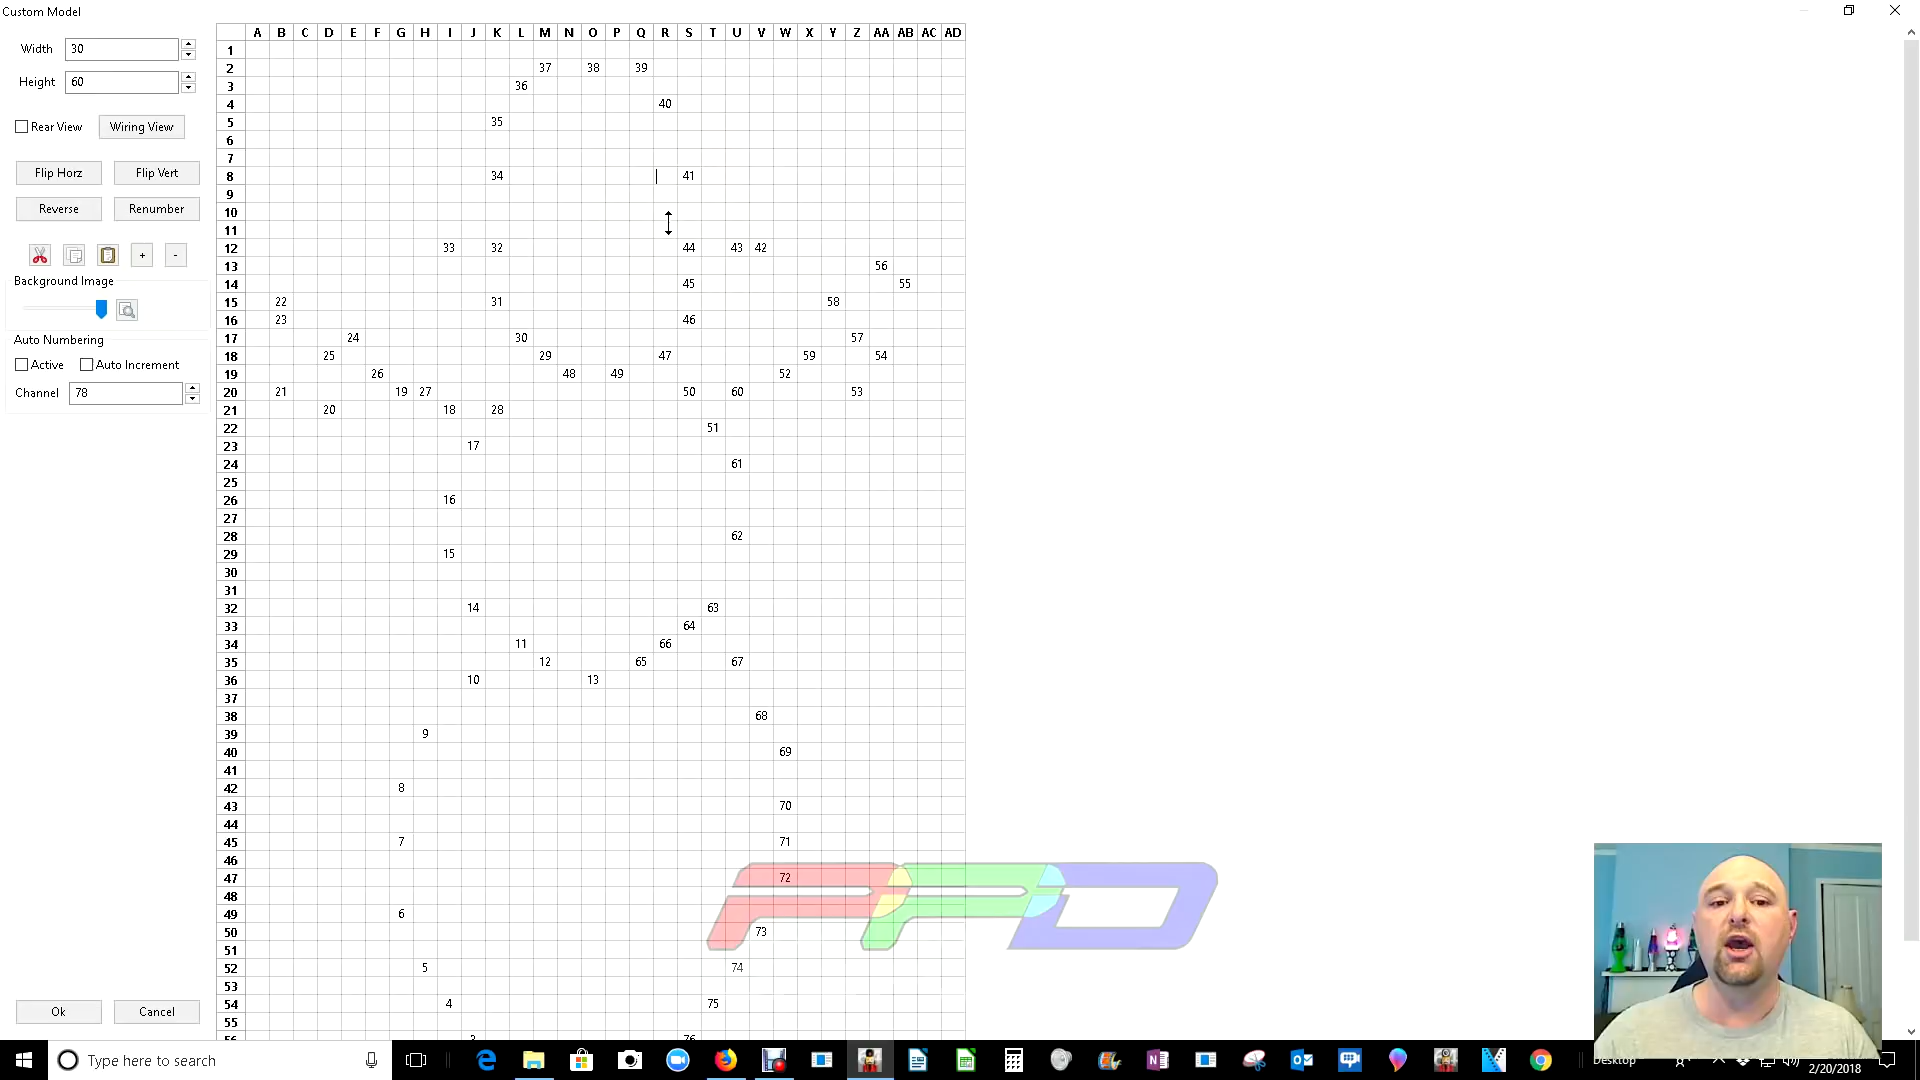 Custom Model
A B C D E F G H I J K L M N O P Q R S T U V W X Y Z AA AB AC AD
Width 30
Height 60
Rear View Wiring View
Flip Horz Flip Vert
Reverse Renumber
+ -
Background Image
Auto Numbering
Active Auto Increment
Channel 78
1
2 37 38 39
3 36
4 40
5 35
6
7
8 34 41
9
10
11
12 33 32 44 43 42
13 56
14 45 55
15 22 31 58
16 23 46
17 24 30 57
18 25 29 47 59 54
19 26 48 49 52
20 21 19 27 50 60 53
21 20 18 28
22 51
23 17
24 61
25
26 16
27
28 62
29 15
30
31
32 14 63
33 64
34 11 66
35 12 65 67
36 10 13
37
38 68
39 9
40 69
41
42 8
43 70
44
45 7 71
46
47 72
48
49 6
50 73
51
52 5 74
53
54 4 75
55
56 3 76
PPD
Ok Cancel
Type here to search
Desktop
2/20/2018